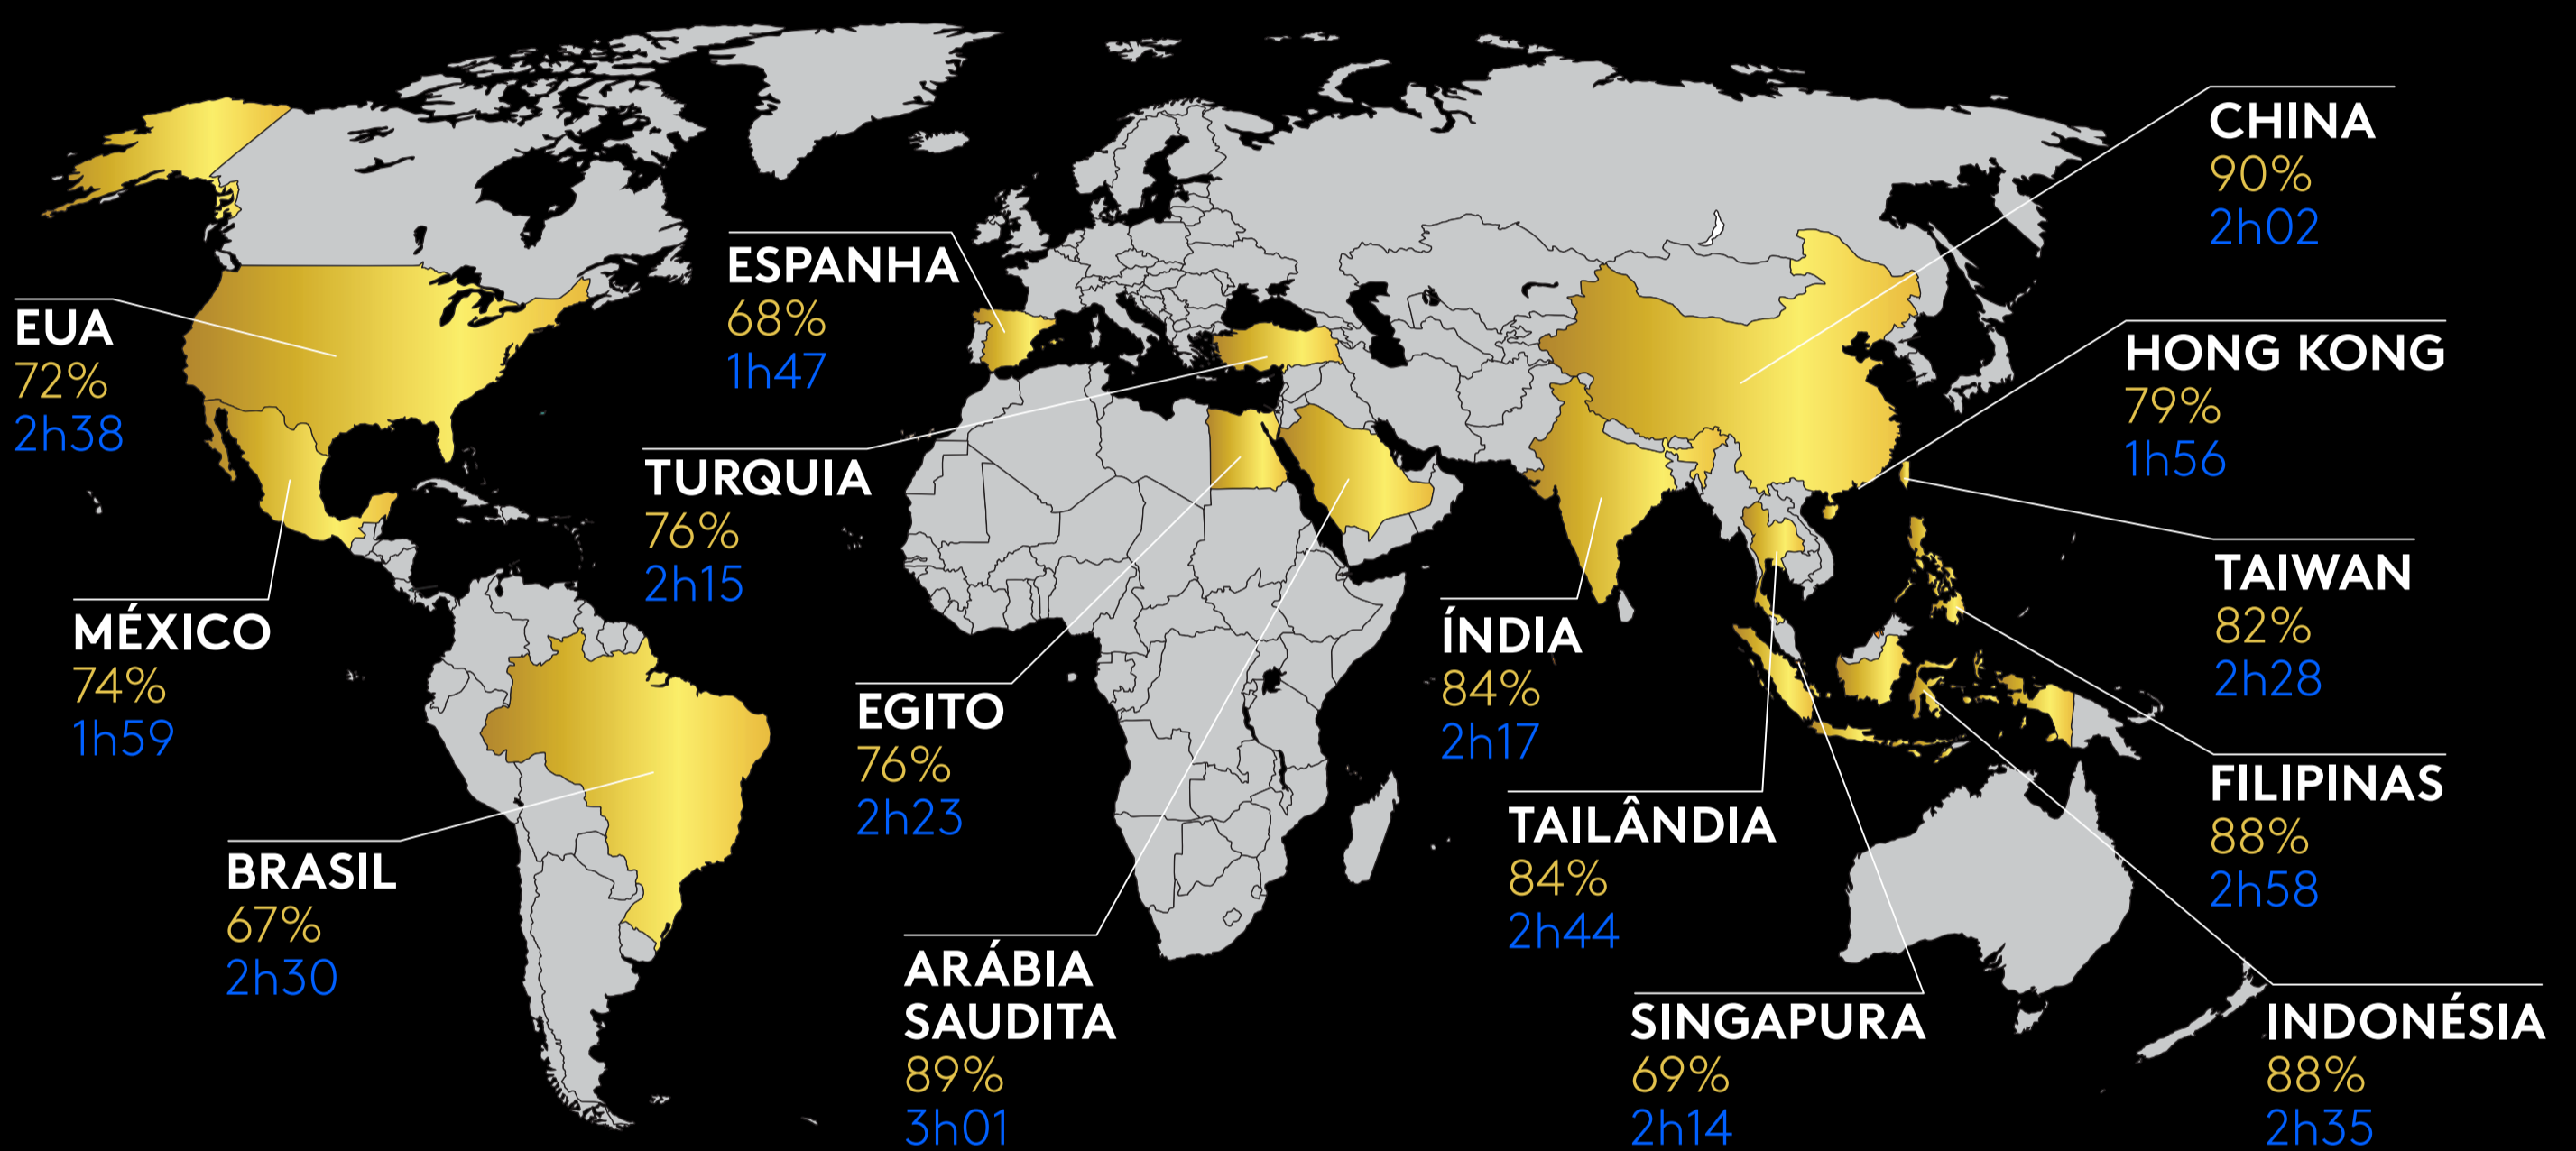 CHINA
90%
2h02
ESPANHA
68%
1h47
EUA
72%
2h38
HONG KONG
79%
1h56
TURQUIA
76%
2h15
TAIWAN
82%
2h28
MÉXICO
74%
1h59
ÍNDIA
84%
2h17
EGITO
76%
2h23
FILIPINAS
88%
2h58
TAILÂNDIA
84%
2h44
BRASIL
67%
2h30
ARÁBIA
SAUDITA
89%
3h01
SINGAPURA
69%
2h14
INDONÉSIA
88%
2h35